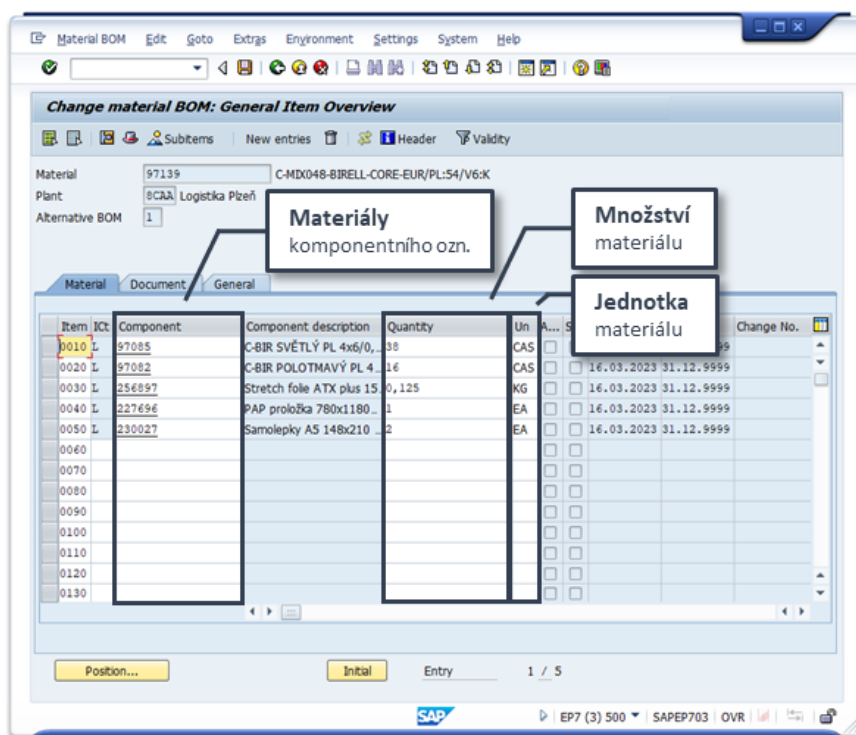 Material BOM Edit Goto Extras Environment Settings System Help
Change material BOM: General Item Overview
Subitems New entries Header Validity
Material 97139 C-MIX048-BIRELL-CORE-EUR/PL:54/V6:K
Plant 8CAA Logistika Plzeň
Alternative BOM 1
Materiály
komponentního ozn.
Množství
materiálu
Jednotka
materiálu
Material Document General
Item ICt Component Component description Quantity Un A... S Change No.
0010 L 97085 C-BIR SVĚTLÝ PL 4x6/0,... 38 CAS
0020 L 97082 C-BIR POLOTMAVÝ PL 4... 16 CAS 16.03.2023 31.12.9999
0030 L 256897 Stretch folie ATX plus 15... 0,125 KG 16.03.2023 31.12.9999
0040 L 227696 PAP proložka 780x1180... 1 EA 16.03.2023 31.12.9999
0050 L 230027 Samolepky A5 148x210 ... 2 EA 16.03.2023 31.12.9999
0060
0070
0080
0090
0100
0110
0120
0130
Position... Initial Entry 1 / 5
SAP EP7 (3) 500 SAPEP703 OVR